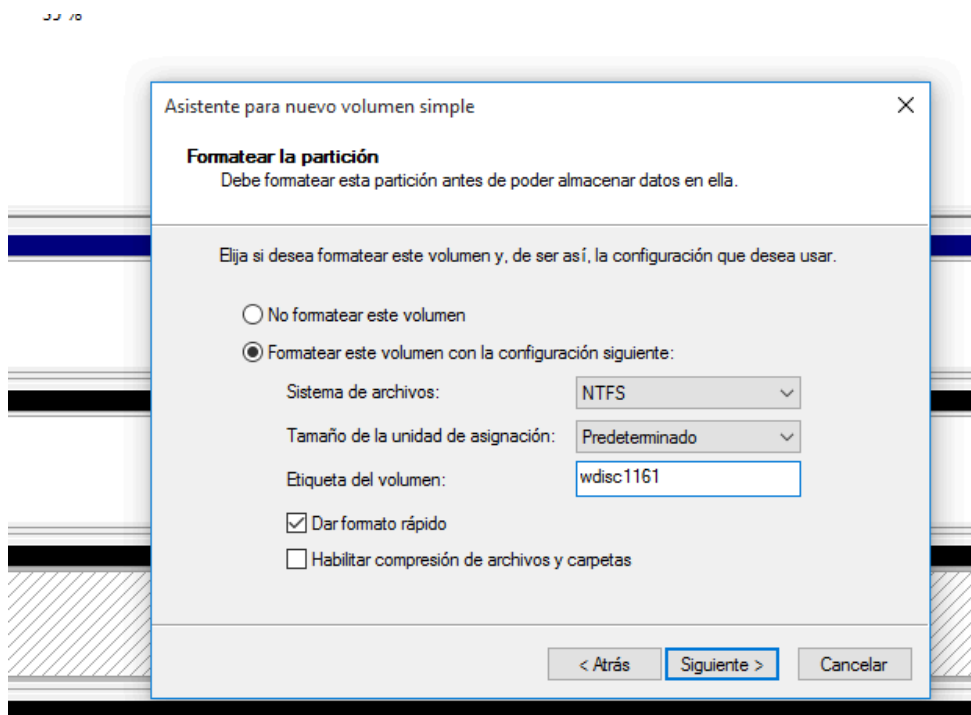 Asistente para nuevo volumen simple
Formatear la partición
Debe formatear esta partición antes de poder almacenar datos en ella.
Elija si desea formatear este volumen y, de ser así, la configuración que desea usar.
No formatear este volumen
Formatear este volumen con la configuración siguiente:
Sistema de archivos: NTFS
Tamaño de la unidad de asignación: Predeterminado
Etiqueta del volumen: wdisc1161
Dar formato rápido
Habilitar compresión de archivos y carpetas
< Atrás Siguiente > Cancelar